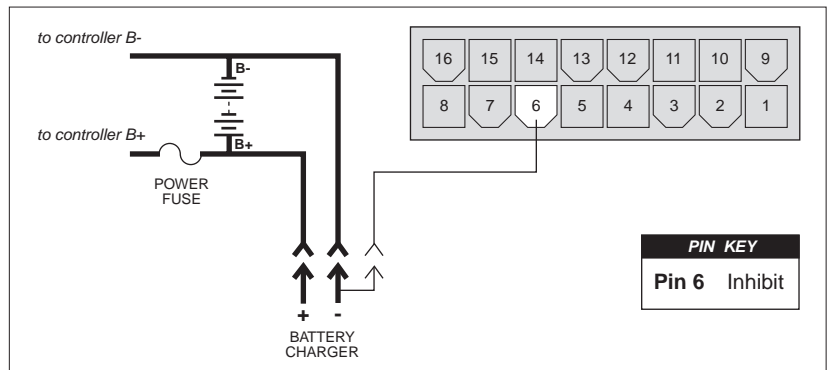 to controller B-
B-
to controller B+
B+
POWER
FUSE
+ -
BATTERY
CHARGER
16 15 14 13 12 11 10 9
8 7 6 5 4 3 2 1
PIN KEY
Pin 6 Inhibit